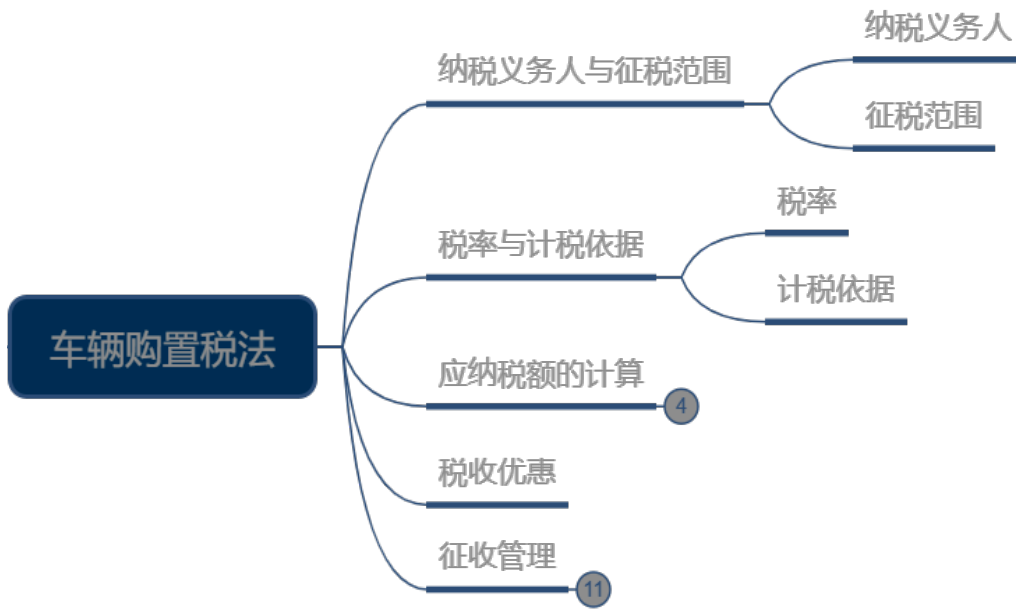 车辆购置税法
纳税义务人与征税范围
纳税义务人
征税范围
税率与计税依据
税率
计税依据
应纳税额的计算
4
税收优惠
征收管理
11